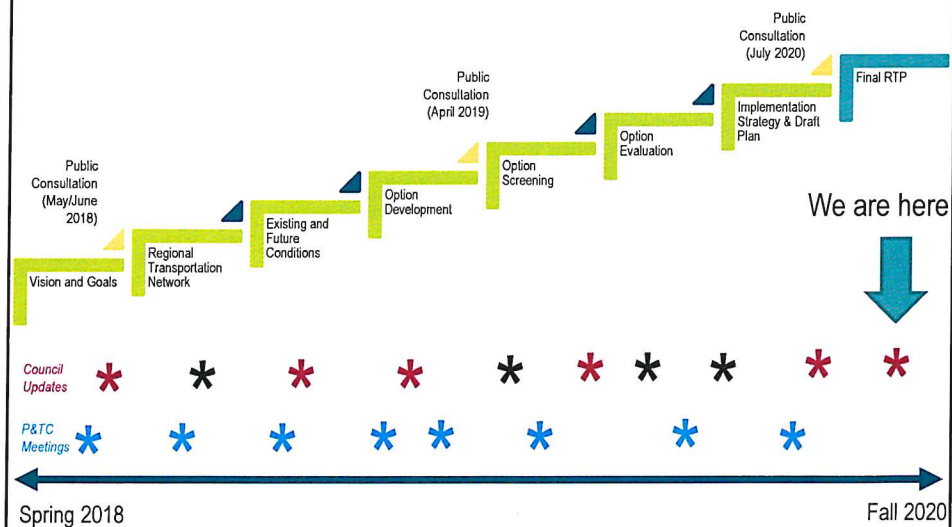 Public
Consultation
(July 2020)
Final RTP
Public
Consultation
(April 2019)
Implementation
Strategy & Draft
Plan
Option
Evaluation
Option
Screening
Public
Consultation
(May/June
2018)
Option
Development
Existing and
Future
Conditions
Regional
Transportation
Network
Vision and Goals
We are here
Council
Updates
* * * * * * * * * *
P&TC
Meetings
* * * * * * * *
Spring 2018
Fall 2020